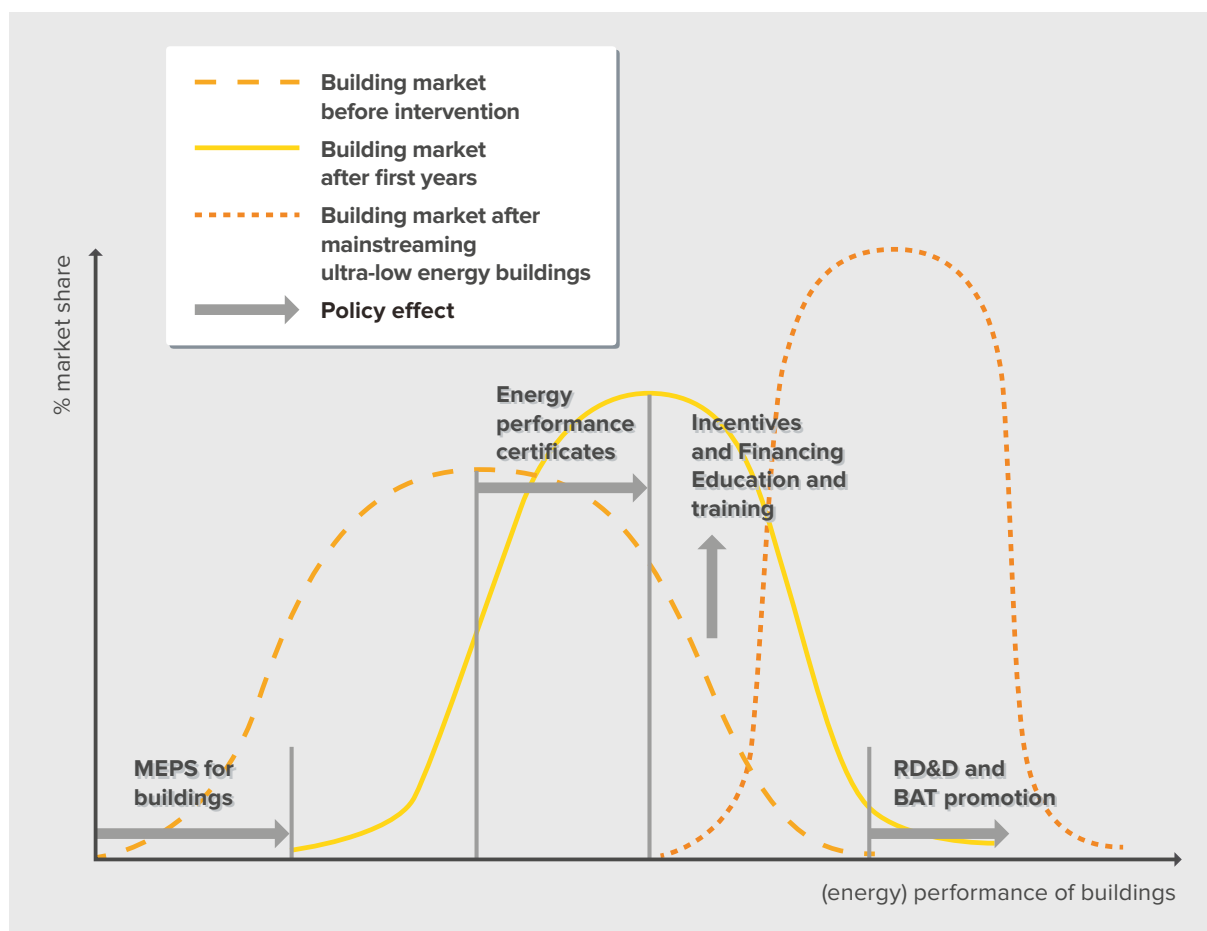 Building market
before intervention
Building market
after first years
Building market after
mainstreaming
ultra-low energy buildings
Policy effect
% market share
Energy
performance
certificates
Incentives
and Financing
Education and
training
MEPS for
buildings
RD&D and
BAT promotion
(energy) performance of buildings